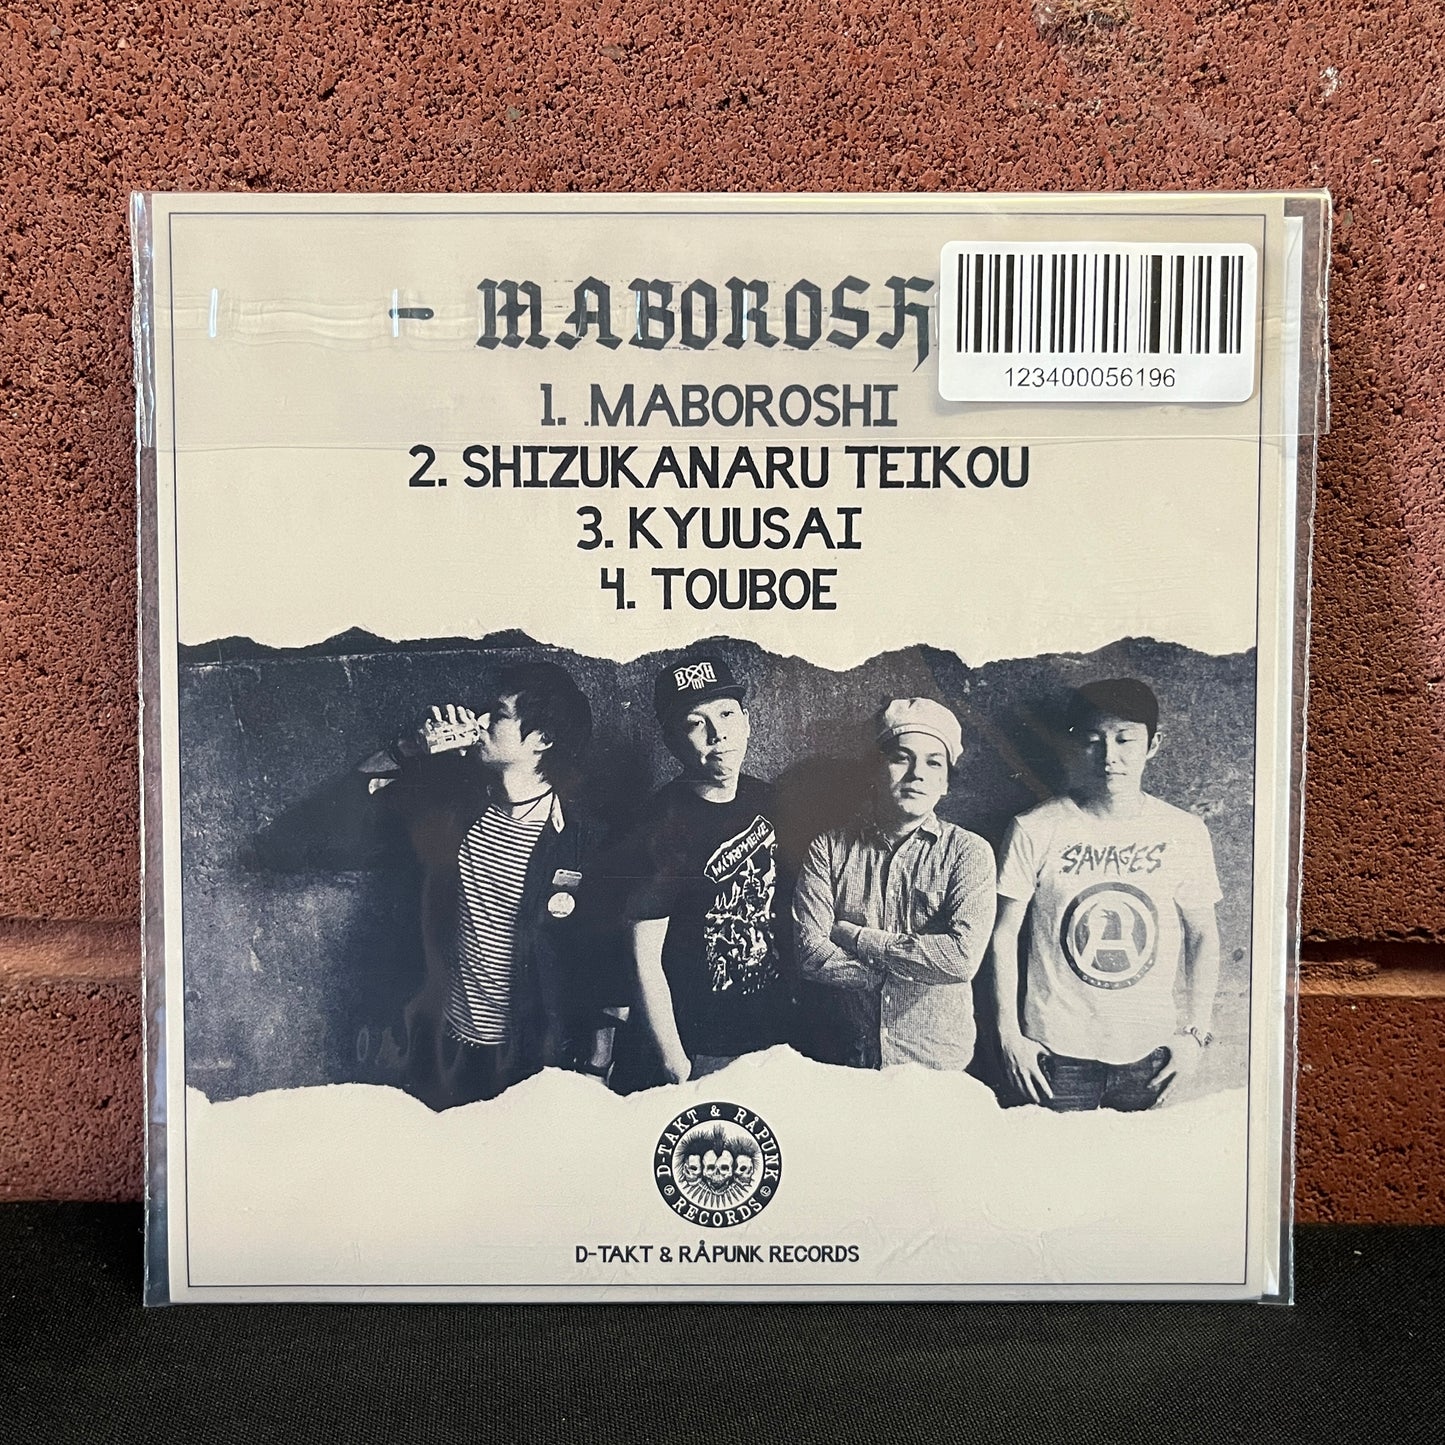 - MABOROSH
123400056196
1. MABOROSHI
2. SHIZUKANARU TEIKOU
3. KYUUSAI
4. TOUBOE
B H
SAVAGES
A
D-TAKT & RÅPUNK
RECORDS
D-TAKT & RÅPUNK RECORDS